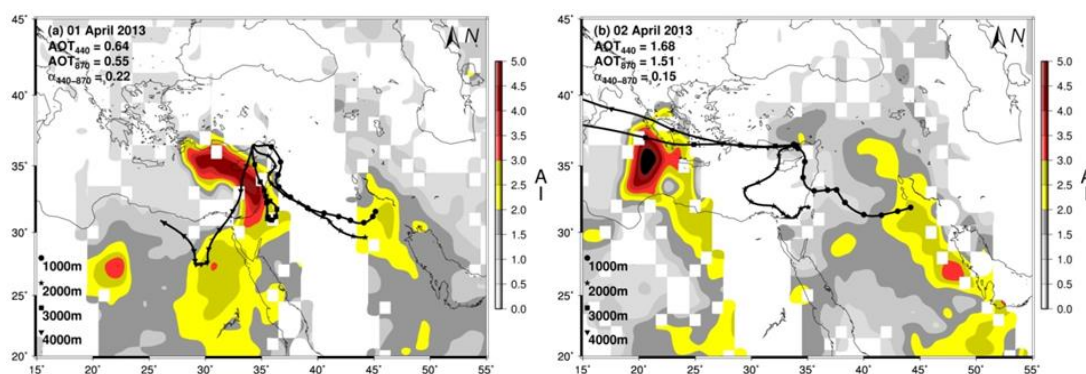 (a) 01 April 2013
AOT440 = 0.64
AOT870 = 0.55
α440−870 = 0.22
N
45˚
40˚
35˚
30˚
25˚
20˚
1000m
2000m
3000m
4000m
15˚ 20˚ 25˚ 30˚ 35˚ 40˚ 45˚ 50˚ 55˚
AI
5.0
4.5
4.0
3.5
3.0
2.5
2.0
1.5
1.0
0.5
0.0
(b) 02 April 2013
AOT440 = 1.68
AOT870 = 1.51
α440−870 = 0.15
N
45˚
40˚
35˚
30˚
25˚
20˚
1000m
2000m
3000m
4000m
15˚ 20˚ 25˚ 30˚ 35˚ 40˚ 45˚ 50˚ 55˚
AI
5.0
4.5
4.0
3.5
3.0
2.5
2.0
1.5
1.0
0.5
0.0